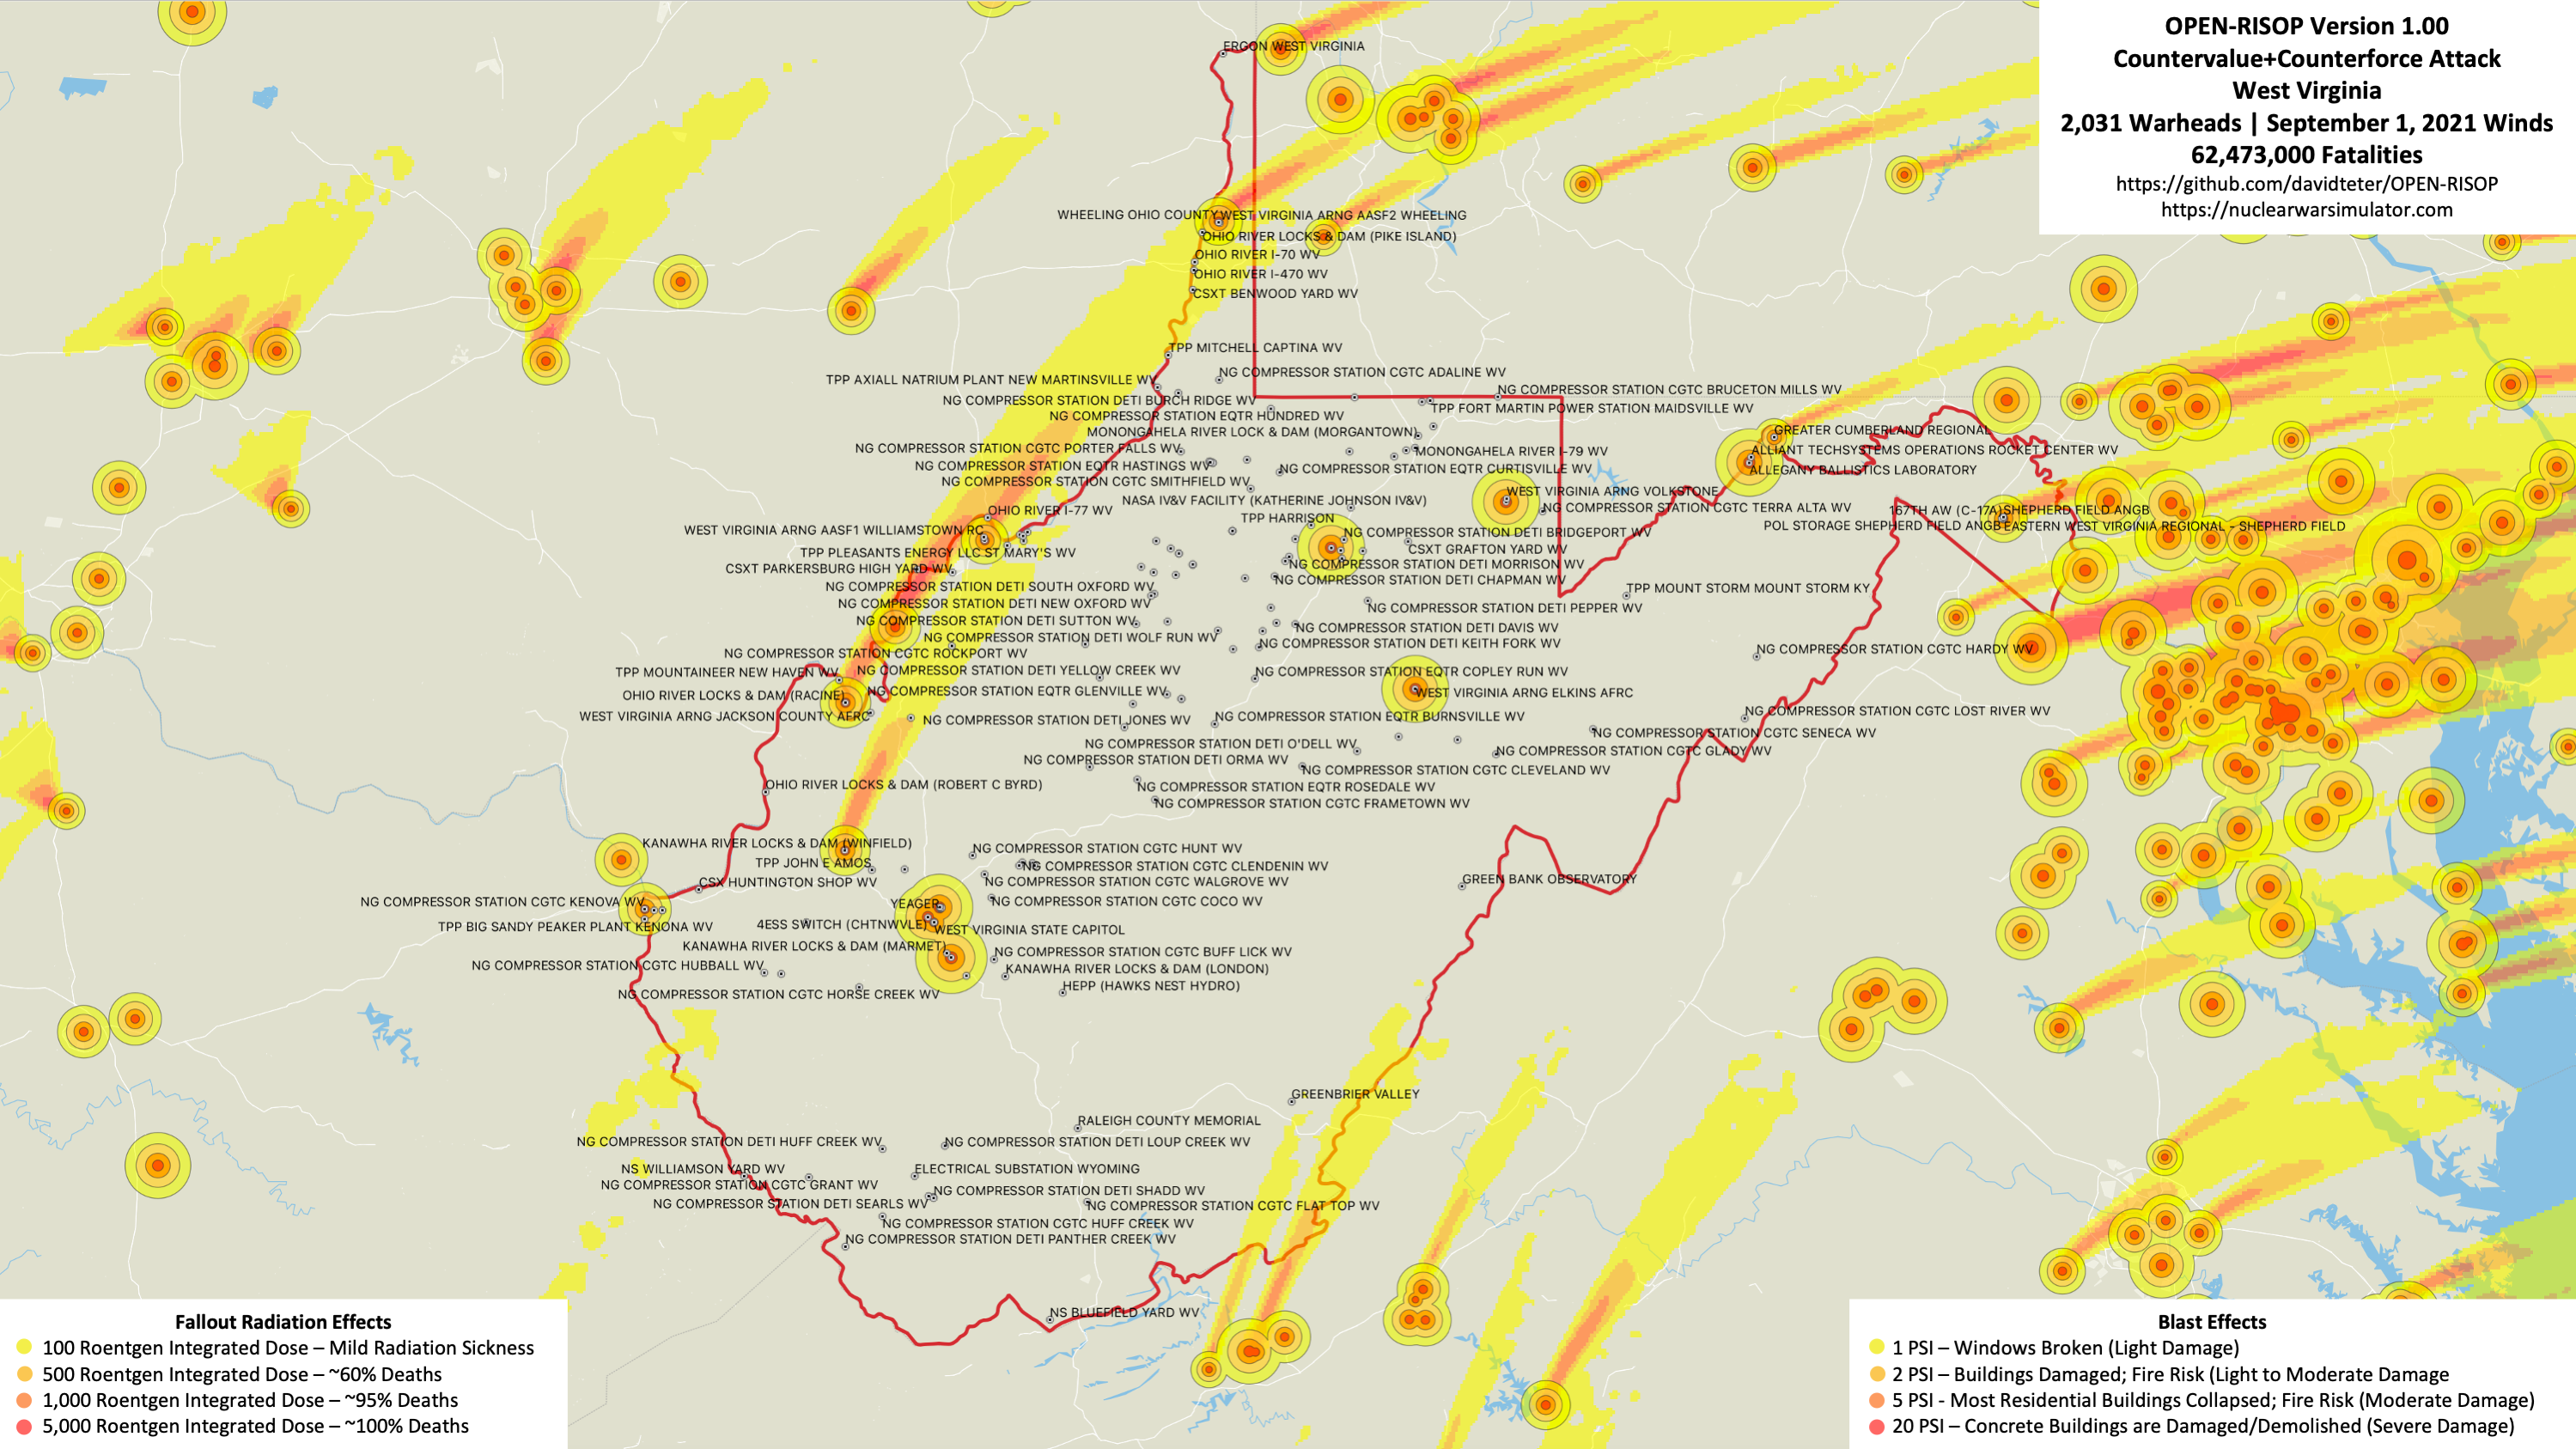 OPEN-RISOP Version 1.00
Countervalue+Counterforce Attack
West Virginia
2,031 Warheads | September 1, 2021 Winds
62,473,000 Fatalities
https://github.com/davidteter/OPEN-RISOP
https://nuclearwarsimulator.com
ERGON WEST VIRGINIA
WHEELING OHIO COUNTY
WEST VIRGINIA ARNG AASF2 WHEELING
OHIO RIVER LOCKS & DAM (PIKE ISLAND)
OHIO RIVER I-70 WV
OHIO RIVER I-470 WV
CSXT BENWOOD YARD WV
TPP MITCHELL CAPTINA WV
NG COMPRESSOR STATION CGTC ADALINE WV
TPP AXIALL NATRIUM PLANT NEW MARTINSVILLE WV
NG COMPRESSOR STATION CGTC BRUCETON MILLS WV
NG COMPRESSOR STATION DETI BURCH RIDGE WV
TPP FORT MARTIN POWER STATION MAIDSVILLE WV
NG COMPRESSOR STATION EQTR HUNDRED WV
MONONGAHELA RIVER LOCK & DAM (MORGANTOWN)
GREATER CUMBERLAND REGIONAL
NG COMPRESSOR STATION CGTC PORTER FALLS WV
MONONGAHELA RIVER I-79 WV
ALLIANT TECHSYSTEMS OPERATIONS ROCKET CENTER WV
NG COMPRESSOR STATION EQTR HASTINGS WV
NG COMPRESSOR STATION EQTR CURTISVILLE WV
ALLEGANY BALLISTICS LABORATORY
NG COMPRESSOR STATION CGTC SMITHFIELD WV
WEST VIRGINIA ARNG VOLKSTONE
NASA IV&V FACILITY (KATHERINE JOHNSON IV&V)
OHIO RIVER I-77 WV
NG COMPRESSOR STATION CGTC TERRA ALTA WV
167TH AW (C-17A)
SHEPHERD FIELD ANGB
TPP HARRISON
POL STORAGE SHEPHERD FIELD ANGB
EASTERN WEST VIRGINIA REGIONAL - SHEPHERD FIELD
WEST VIRGINIA ARNG AASF1 WILLIAMSTOWN RC
NG COMPRESSOR STATION DETI BRIDGEPORT WV
TPP PLEASANTS ENERGY LLC ST MARY'S WV
CSXT GRAFTON YARD WV
CSXT PARKERSBURG HIGH YARD WV
NG COMPRESSOR STATION DETI MORRISON WV
NG COMPRESSOR STATION DETI CHAPMAN WV
NG COMPRESSOR STATION DETI SOUTH OXFORD WV
TPP MOUNT STORM MOUNT STORM KY
NG COMPRESSOR STATION DETI NEW OXFORD WV
NG COMPRESSOR STATION DETI PEPPER WV
NG COMPRESSOR STATION DETI SUTTON WV
NG COMPRESSOR STATION DETI DAVIS WV
NG COMPRESSOR STATION DETI WOLF RUN WV
NG COMPRESSOR STATION DETI KEITH FORK WV
NG COMPRESSOR STATION CGTC ROCKPORT WV
NG COMPRESSOR STATION CGTC HARDY WV
TPP MOUNTAINEER NEW HAVEN WV
NG COMPRESSOR STATION DETI YELLOW CREEK WV
NG COMPRESSOR STATION EQTR COPLEY RUN WV
OHIO RIVER LOCKS & DAM (RACINE)
NG COMPRESSOR STATION EQTR GLENVILLE WV
WEST VIRGINIA ARNG ELKINS AFRC
WEST VIRGINIA ARNG JACKSON COUNTY AFRC
NG COMPRESSOR STATION DETI JONES WV
NG COMPRESSOR STATION EQTR BURNSVILLE WV
NG COMPRESSOR STATION CGTC LOST RIVER WV
NG COMPRESSOR STATION CGTC SENECA WV
NG COMPRESSOR STATION DETI O'DELL WV
NG COMPRESSOR STATION CGTC GLADY WV
NG COMPRESSOR STATION DETI ORMA WV
NG COMPRESSOR STATION CGTC CLEVELAND WV
OHIO RIVER LOCKS & DAM (ROBERT C BYRD)
NG COMPRESSOR STATION EQTR ROSEDALE WV
NG COMPRESSOR STATION CGTC FRAMETOWN WV
KANAWHA RIVER LOCKS & DAM (WINFIELD)
NG COMPRESSOR STATION CGTC HUNT WV
TPP JOHN E AMOS
NG COMPRESSOR STATION CGTC CLENDENIN WV
CSX HUNTINGTON SHOP WV
NG COMPRESSOR STATION CGTC WALGROVE WV
GREEN BANK OBSERVATORY
NG COMPRESSOR STATION CGTC KENOVA WV
YEAGER
NG COMPRESSOR STATION CGTC COCO WV
TPP BIG SANDY PEAKER PLANT KENONA WV
4ESS SWITCH (CHTNWVLE)
WEST VIRGINIA STATE CAPITOL
KANAWHA RIVER LOCKS & DAM (MARMET)
NG COMPRESSOR STATION CGTC BUFF LICK WV
NG COMPRESSOR STATION CGTC HUBBALL WV
KANAWHA RIVER LOCKS & DAM (LONDON)
HEPP (HAWKS NEST HYDRO)
NG COMPRESSOR STATION CGTC HORSE CREEK WV
GREENBRIER VALLEY
RALEIGH COUNTY MEMORIAL
NG COMPRESSOR STATION DETI HUFF CREEK WV
NG COMPRESSOR STATION DETI LOUP CREEK WV
NS WILLIAMSON YARD WV
ELECTRICAL SUBSTATION WYOMING
NG COMPRESSOR STATION CGTC GRANT WV
NG COMPRESSOR STATION DETI SHADD WV
NG COMPRESSOR STATION DETI SEARLS WV
NG COMPRESSOR STATION CGTC FLAT TOP WV
NG COMPRESSOR STATION CGTC HUFF CREEK WV
NG COMPRESSOR STATION DETI PANTHER CREEK WV
NS BLUEFIELD YARD WV
Fallout Radiation Effects
100 Roentgen Integrated Dose – Mild Radiation Sickness
500 Roentgen Integrated Dose – ~60% Deaths
1,000 Roentgen Integrated Dose – ~95% Deaths
5,000 Roentgen Integrated Dose – ~100% Deaths
Blast Effects
1 PSI – Windows Broken (Light Damage)
2 PSI – Buildings Damaged; Fire Risk (Light to Moderate Damage
5 PSI - Most Residential Buildings Collapsed; Fire Risk (Moderate Damage)
20 PSI – Concrete Buildings are Damaged/Demolished (Severe Damage)